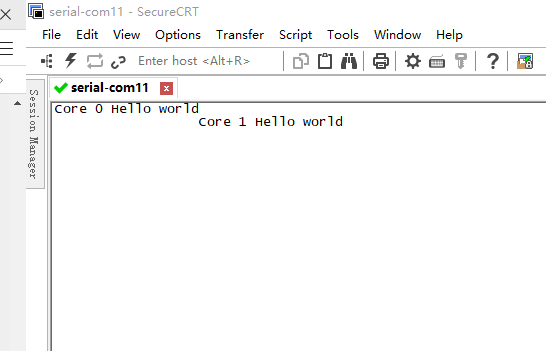 serial-com11 - SecureCRT
File Edit View Options Transfer Script Tools Window Help
Enter host <Alt+R>
serial-com11
Session Manager
Core 0 Hello world
Core 1 Hello world